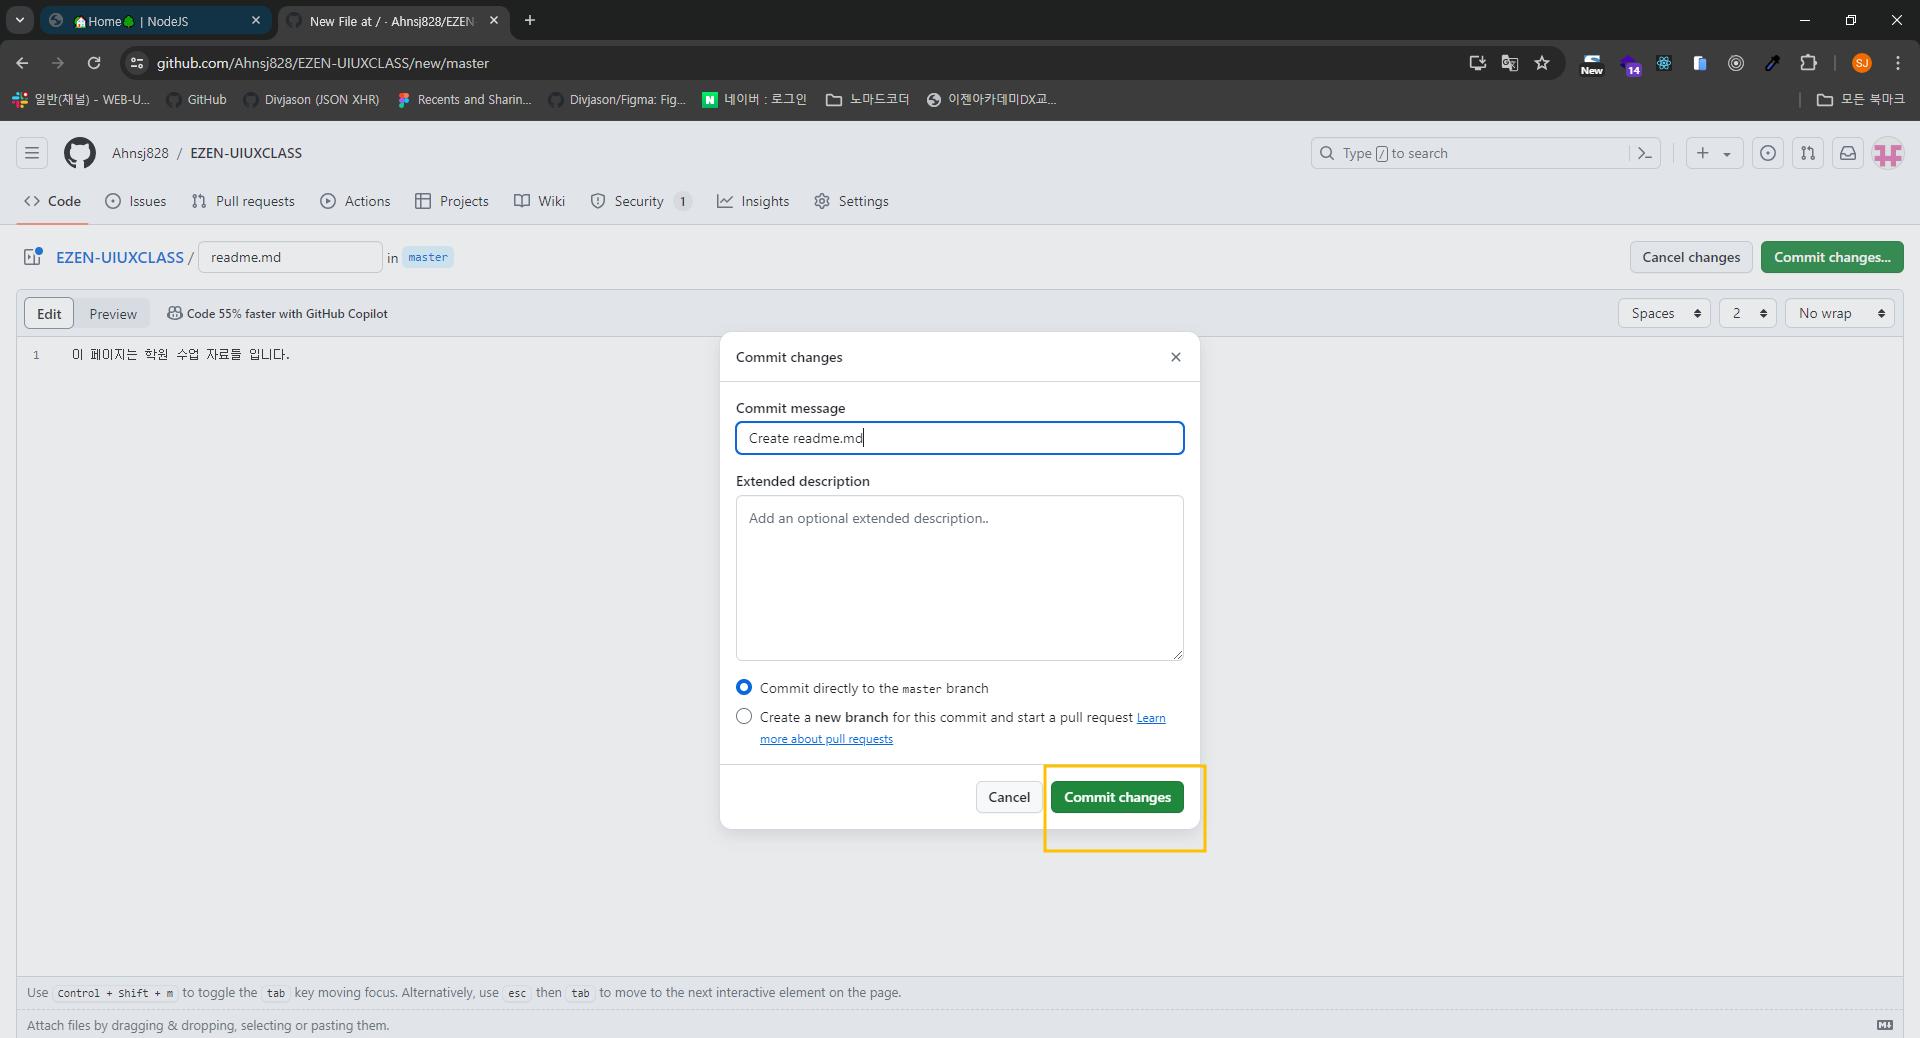 🏠Home🌳 | NodeJS
New File at / · Ahnsj828/EZEN-
github.com/Ahnsj828/EZEN-UIUXCLASS/new/master
New
14
SJ
일반(채널) - WEB-U...
GitHub
Divjason (JSON XHR)
Recents and Sharin...
Divjason/Figma: Fig...
N
네이버 : 로그인
노마드코더
이젠아카데미DX교...
모든 북마크
Ahnsj828 / EZEN-UIUXCLASS
Type / to search
Code
Issues
Pull requests
Actions
Projects
Wiki
Security 1
Insights
Settings
EZEN-UIUXCLASS / readme.md in master
Cancel changes
Commit changes...
Edit
Preview
Code 55% faster with GitHub Copilot
Spaces
2
No wrap
1 이 페이지는 학원 수업 자료들 입니다.
Commit changes
Commit message
Create readme.md
Extended description
Add an optional extended description..
Commit directly to the master branch
Create a new branch for this commit and start a pull request Learn
more about pull requests
Cancel
Commit changes
Use Control + Shift + m to toggle the tab key moving focus. Alternatively, use esc then tab to move to the next interactive element on the page.
Attach files by dragging & dropping, selecting or pasting them.